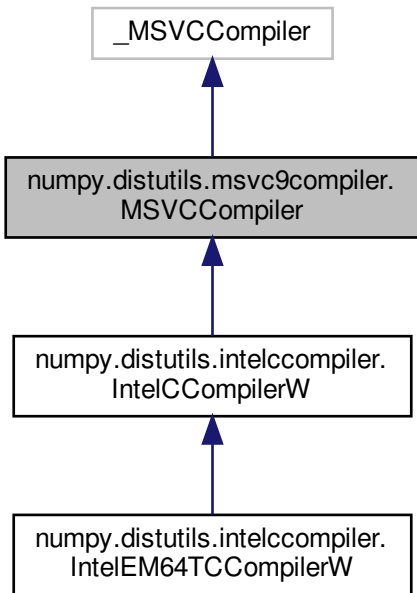 _MSVCCompiler
numpy.distutils.msvc9compiler.
MSVCCompiler
numpy.distutils.intelccompiler.
IntelCCompilerW
numpy.distutils.intelccompiler.
IntelEM64TCCompilerW